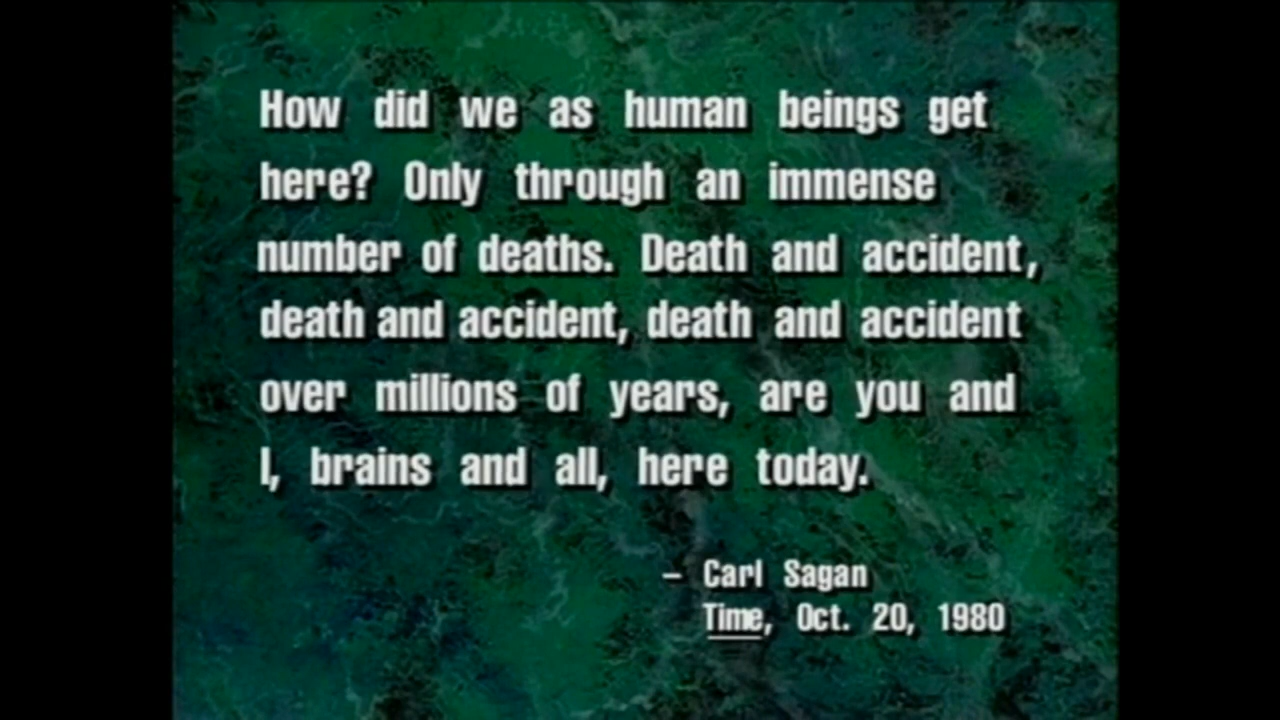 How did we as human beings get
here? Only through an immense
number of deaths. Death and accident,
death and accident, death and accident
over millions of years, are you and
I, brains and all, here today.
– Carl Sagan
Time, Oct. 20, 1980